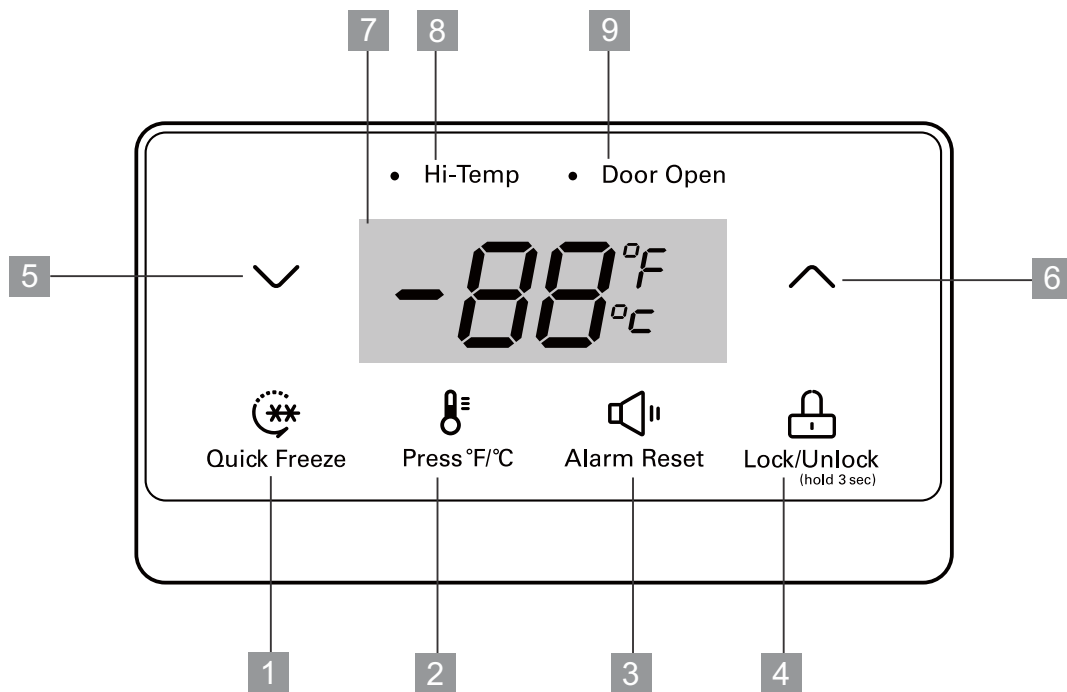 7 8 9
Hi-Temp Door Open
5 -88 °F °C 6
Quick Freeze Press °F/°C Alarm Reset Lock/Unlock
(hold 3 sec)
1 2 3 4